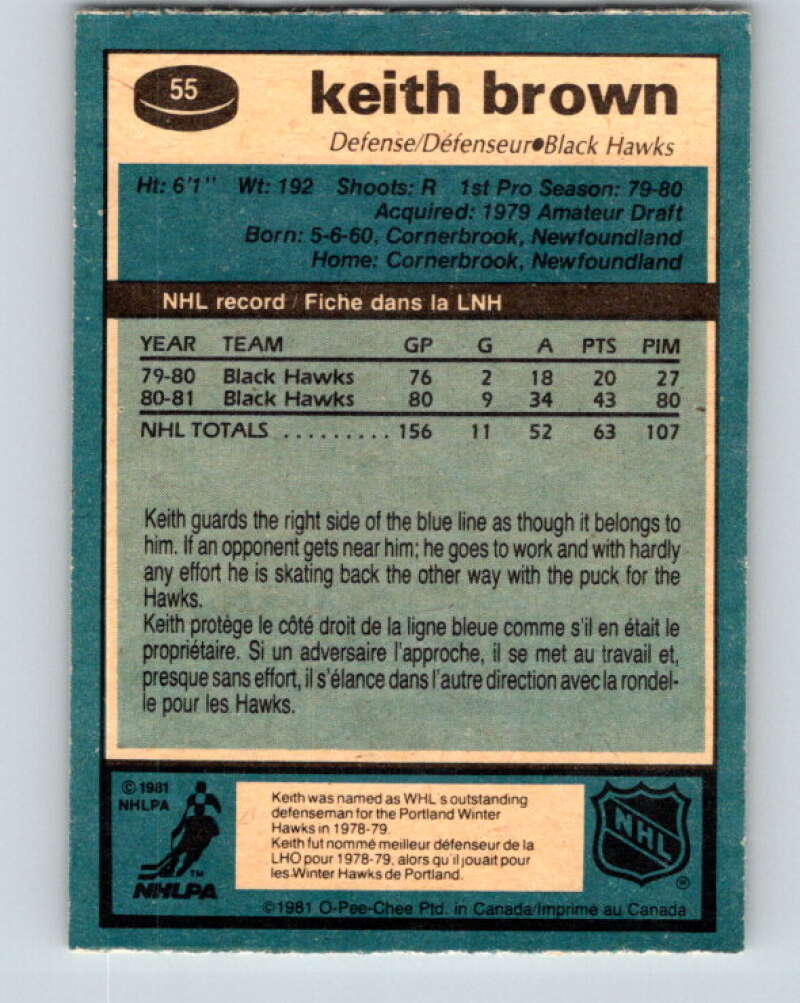 55
keith brown
Defense/Défenseur●Black Hawks
Ht: 6'1" Wt: 192 Shoots: R 1st Pro Season: 79-80
Acquired: 1979 Amateur Draft
Born: 5-6-60, Cornerbrook, Newfoundland
Home: Cornerbrook, Newfoundland
NHL record / Fiche dans la LNH
YEAR TEAM GP G A PTS PIM
79-80 Black Hawks 76 2 18 20 27
80-81 Black Hawks 80 9 34 43 80
NHL TOTALS .......... 156 11 52 63 107
Keith guards the right side of the blue line as though it belongs to
him. If an opponent gets near him; he goes to work and with hardly
any effort he is skating back the other way with the puck for the
Hawks.
Keith protège le côté droit de la ligne bleue comme s'il en était le
propriétaire. Si un adversaire l'approche, il se met au travail et,
presque sans effort, il s'élance dans l'autre direction avec la rondel-
le pour les Hawks.
©1981
NHLPA
TM
NHLPA
Keith was named as WHL s outstanding
defenseman for the Portland Winter
Hawks in 1978-79.
Keith fut nommé meilleur défenseur de la
LHO pour 1978-79, alors qu'il jouait pour
les Winter Hawks de Portland.
NHL
®
©1981 O-Pee-Chee Ptd. in Canada/Imprimé au Canada